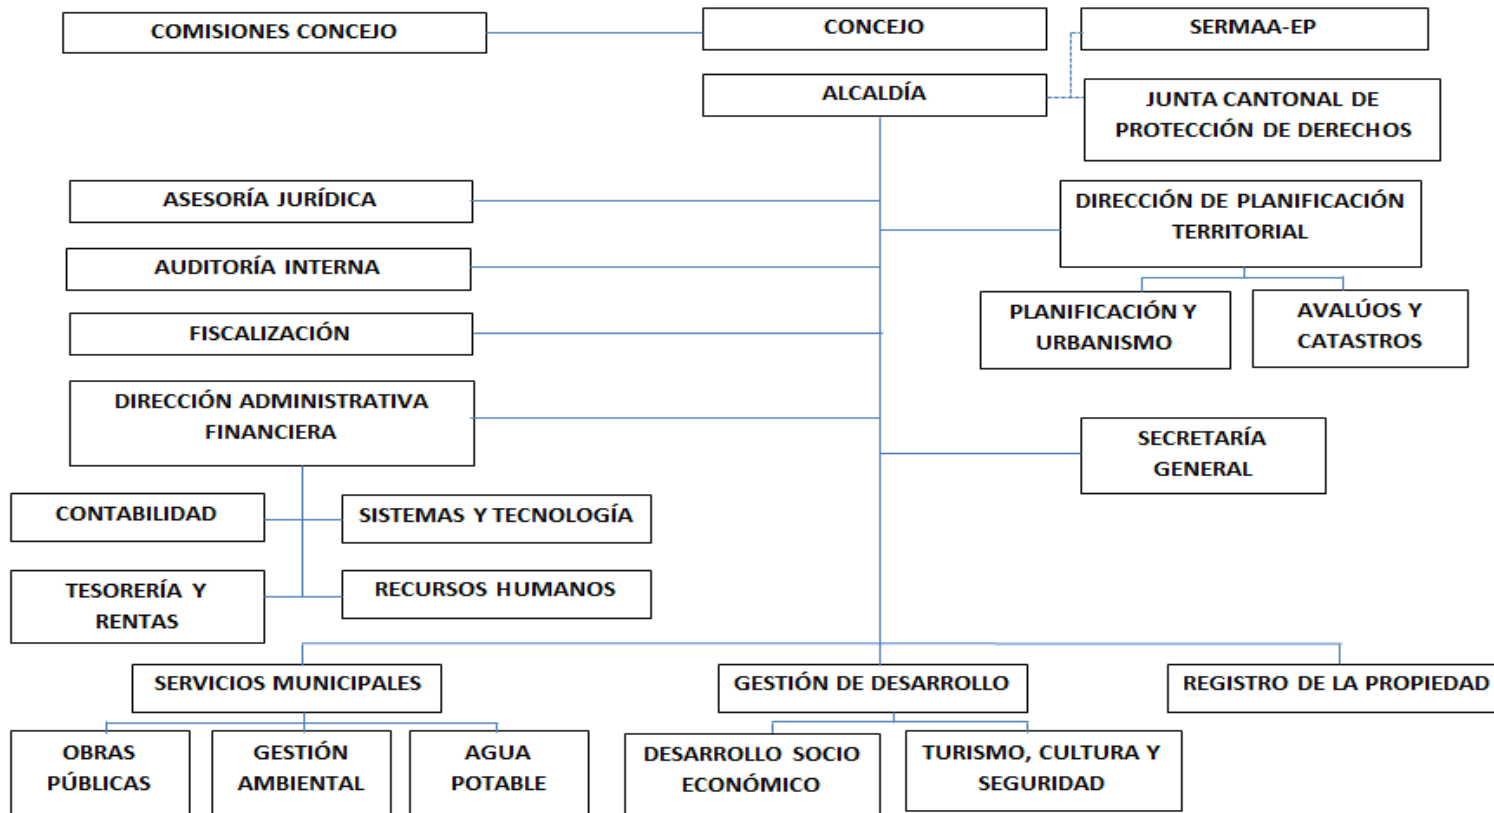 COMISIONES CONCEJO
CONCEJO
SERMAA-EP
ALCALDÍA
JUNTA CANTONAL DE
PROTECCIÓN DE DERECHOS
ASESORÍA JURÍDICA
DIRECCIÓN DE PLANIFICACIÓN
TERRITORIAL
AUDITORÍA INTERNA
PLANIFICACIÓN Y
URBANISMO
AVALÚOS Y
CATASTROS
FISCALIZACIÓN
DIRECCIÓN ADMINISTRATIVA
FINANCIERA
SECRETARÍA
GENERAL
CONTABILIDAD
SISTEMAS Y TECNOLOGÍA
TESORERÍA Y
RENTAS
RECURSOS HUMANOS
SERVICIOS MUNICIPALES
GESTIÓN DE DESARROLLO
REGISTRO DE LA PROPIEDAD
OBRAS
PÚBLICAS
GESTIÓN
AMBIENTAL
AGUA
POTABLE
DESARROLLO SOCIO
ECONÓMICO
TURISMO, CULTURA Y
SEGURIDAD